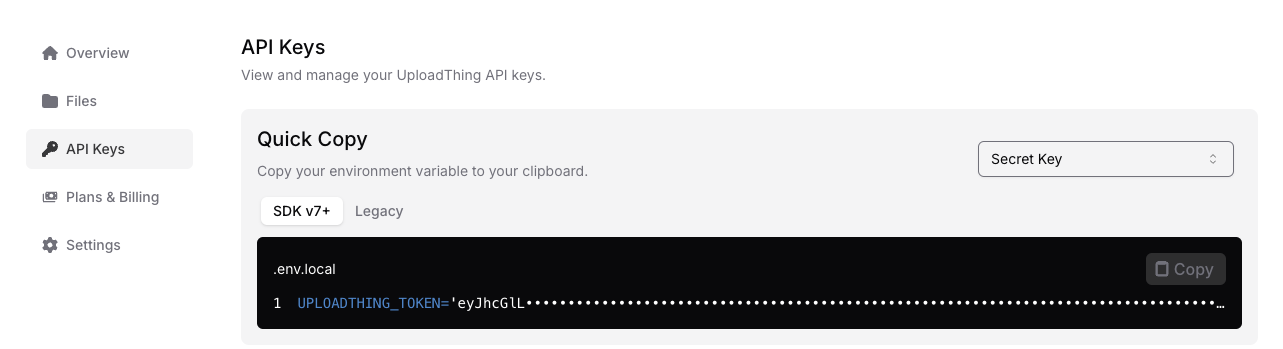 Overview
Files
API Keys
Plans & Billing
Settings
API Keys
View and manage your UploadThing API keys.
Quick Copy
Copy your environment variable to your clipboard.
Secret Key
SDK v7+
Legacy
.env.local
Copy
1 UPLOADTHING_TOKEN='eyJhcGlL••••••••••••••••••••••••••••••••••••••••••••••••••••••••••••••••••••••••••••••••••…